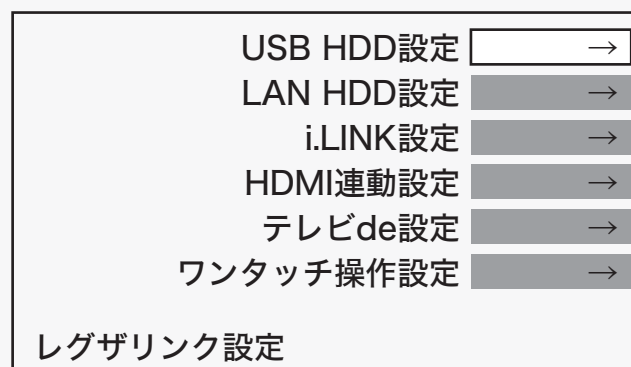 USB HDD設定 →
LAN HDD設定 →
i.LINK設定 →
HDMI連動設定 →
テレビde設定 →
ワンタッチ操作設定 →
レグザリンク設定